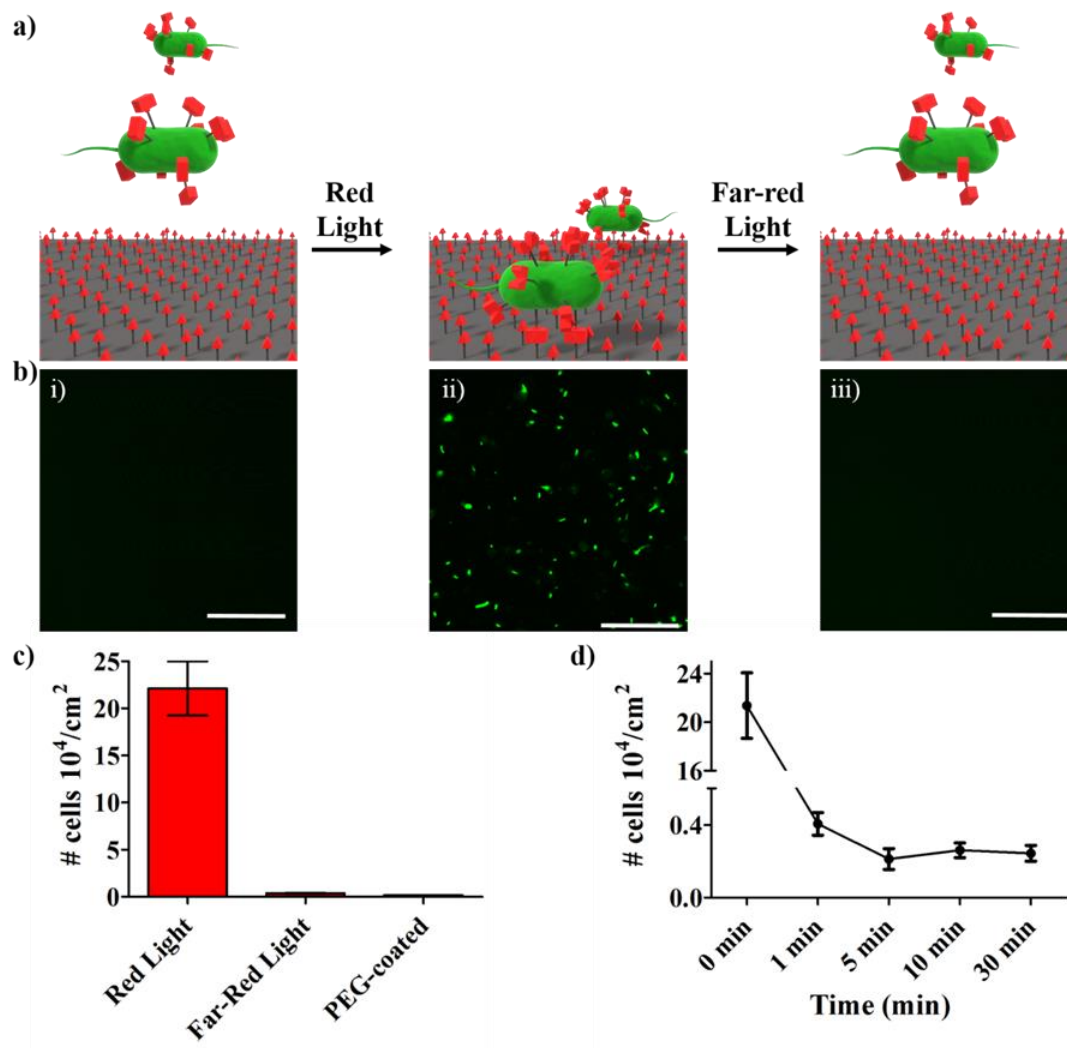 a)
Red
Light
Far-red
Light
b)
i)
ii)
iii)
c)
# cells 10⁴/cm²
25
20
15
10
5
0
Red Light
Far-Red Light
PEG-coated
d)
# cells 10⁴/cm²
24
20
16
0.4
0.0
0 min
1 min
5 min
10 min
30 min
Time (min)